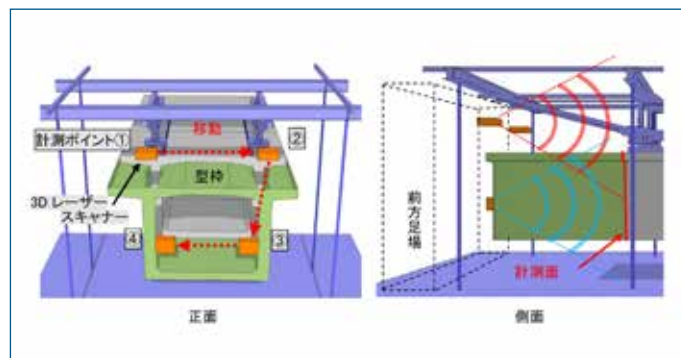 移動
計測ポイント①
②
型枠
3D レーザー
スキャナー
④
③
正面
前方足場
計測面
側面